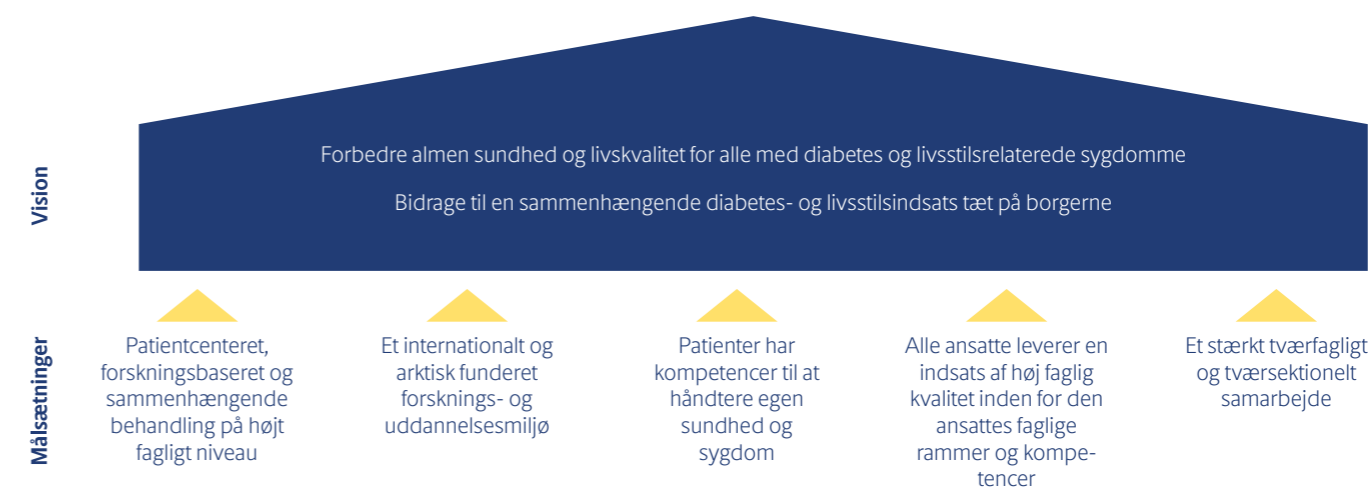 Vision
Forbedre almen sundhed og livskvalitet for alle med diabetes og livsstilsrelaterede sygdomme
Bidrage til en sammenhængende diabetes- og livsstilsindsats tæt på borgerne
Målsætninger
Patientcenteret,
forskningsbaseret og
sammenhængende
behandling på højt
fagligt niveau
Et internationalt og
arktisk funderet
forsknings- og
uddannelsesmiljø
Patienter har
kompetencer til at
håndtere egen
sundhed og
sygdom
Alle ansatte leverer en
indsats af høj faglig
kvalitet inden for den
ansattes faglige
rammer og kompe-
tencer
Et stærkt tværfagligt
og tværsektionelt
samarbejde